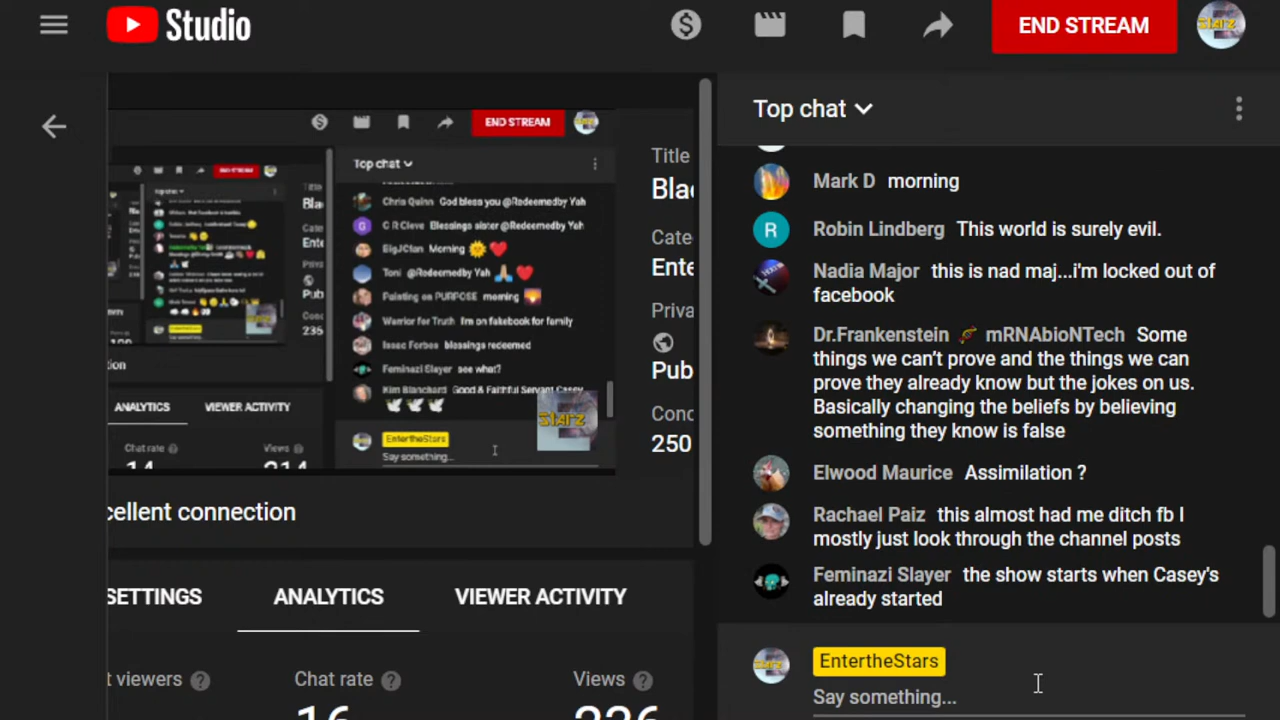 Studio
END STREAM
Top chat
Mark D morning
Robin Lindberg This world is surely evil.
Nadia Major this is nad maj...i'm locked out of
facebook
Dr.Frankenstein 🧬 mRNAbioNTech Some
things we can't prove and the things we can
prove they already know but the jokes on us.
Basically changing the beliefs by believing
something they know is false
Elwood Maurice Assimilation ?
Rachael Paiz this almost had me ditch fb I
mostly just look through the channel posts
Feminazi Slayer the show starts when Casey's
already started
EntertheStars
Say something...
END STREAM
Top chat
Chris Quinn God bless you @Redeemedby Yah
G R Cleve Blessings sister @Redeemedby Yah
BigJCfan Morning 🌞❤️
Toni @Redeemedby Yah 🙏❤️
Painting on PURPOSE morning 🌅
Warrior for Truth I'm on fakebook for family
Issac Forbes blessings redeemed
Feminazi Slayer see what?
Kim Blanchard Good & Faithful Servant Casey
🕊️🕊️🕊️
EntertheStars
Say something...
STARZ
Title
Bla
Cate
Ente
Priva
Pub
Conc
250
ANALYTICS
VIEWER ACTIVITY
Chat rate
Views
14
214
cellent connection
SETTINGS
ANALYTICS
VIEWER ACTIVITY
t viewers
Chat rate
Views
16
226